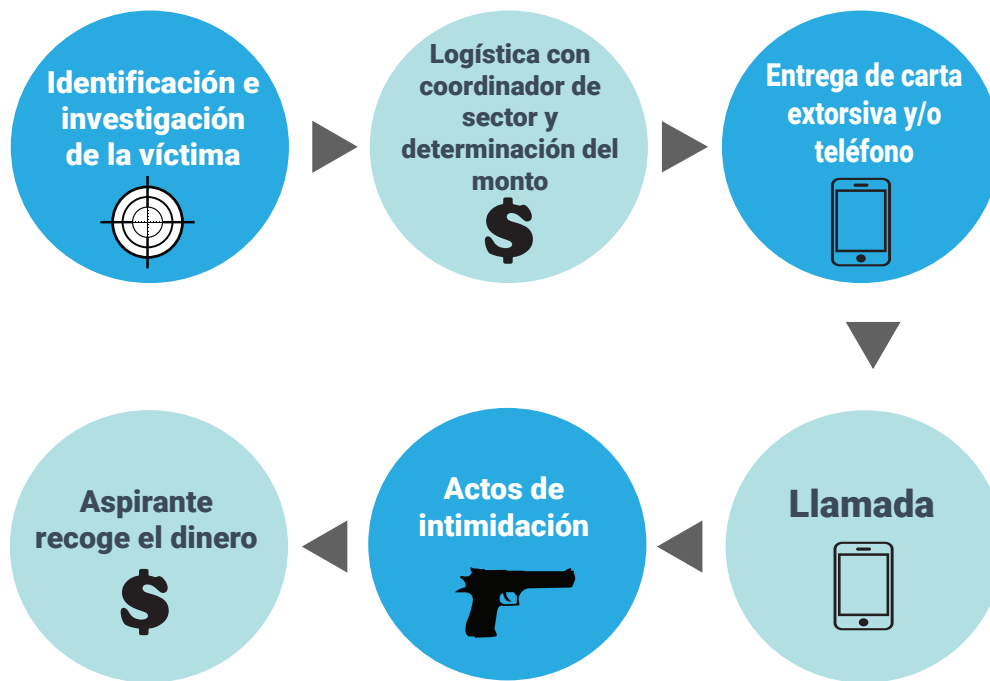 Identificación e
investigación
de la víctima
Logística con
coordinador de
sector y
determinación del
monto
$
Entrega de carta
extorsiva y/o
teléfono
Llamada
Actos de
intimidación
Aspirante
recoge el dinero
$